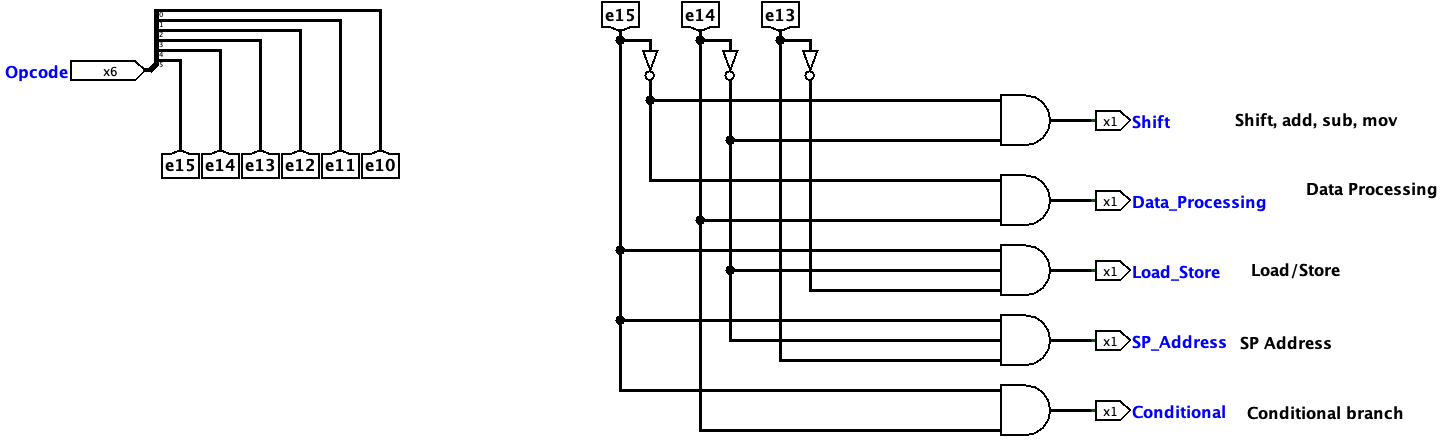 Opcode
x6
0
1
2
3
4
5
e15 e14 e13 e12 e11 e10
e15 e14 e13
x1 Shift Shift, add, sub, mov
x1 Data_Processing Data Processing
x1 Load_Store Load/Store
x1 SP_Address SP Address
x1 Conditional Conditional branch